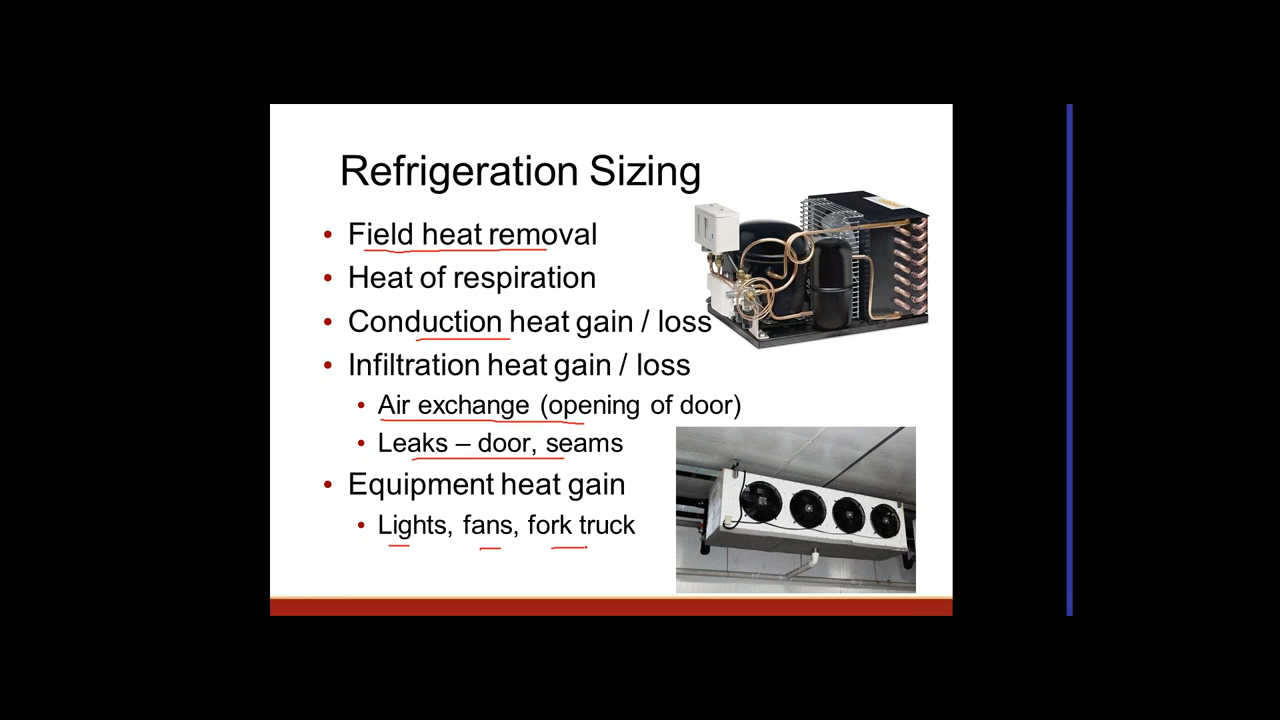 Refrigeration Sizing
• Field heat removal
• Heat of respiration
• Conduction heat gain / loss
• Infiltration heat gain / loss
• Air exchange (opening of door)
• Leaks – door, seams
• Equipment heat gain
• Lights, fans, fork truck